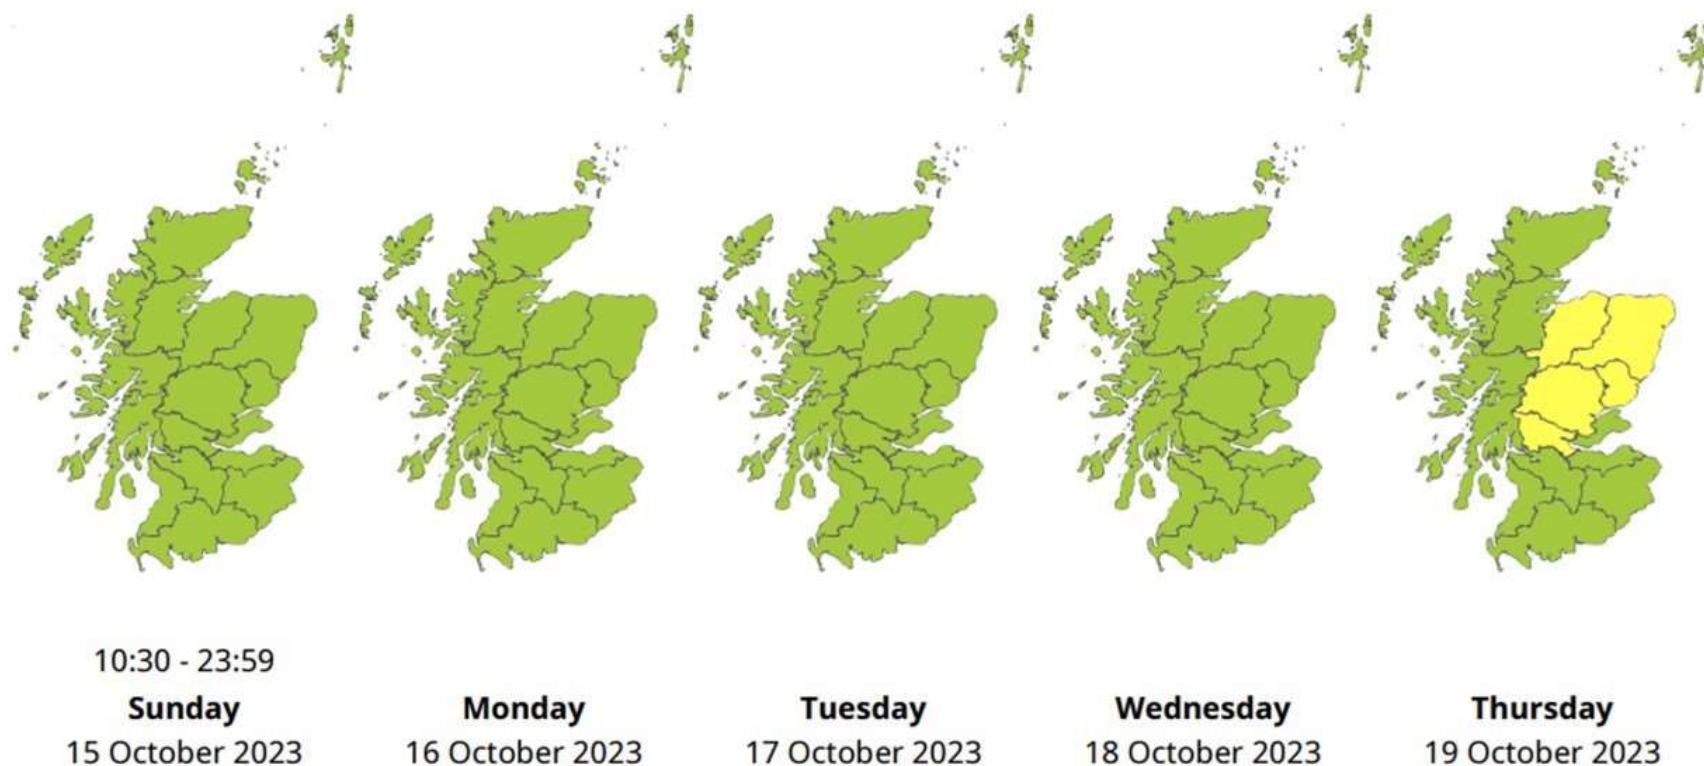 10:30 - 23:59
Sunday
15 October 2023
Monday
16 October 2023
Tuesday
17 October 2023
Wednesday
18 October 2023
Thursday
19 October 2023